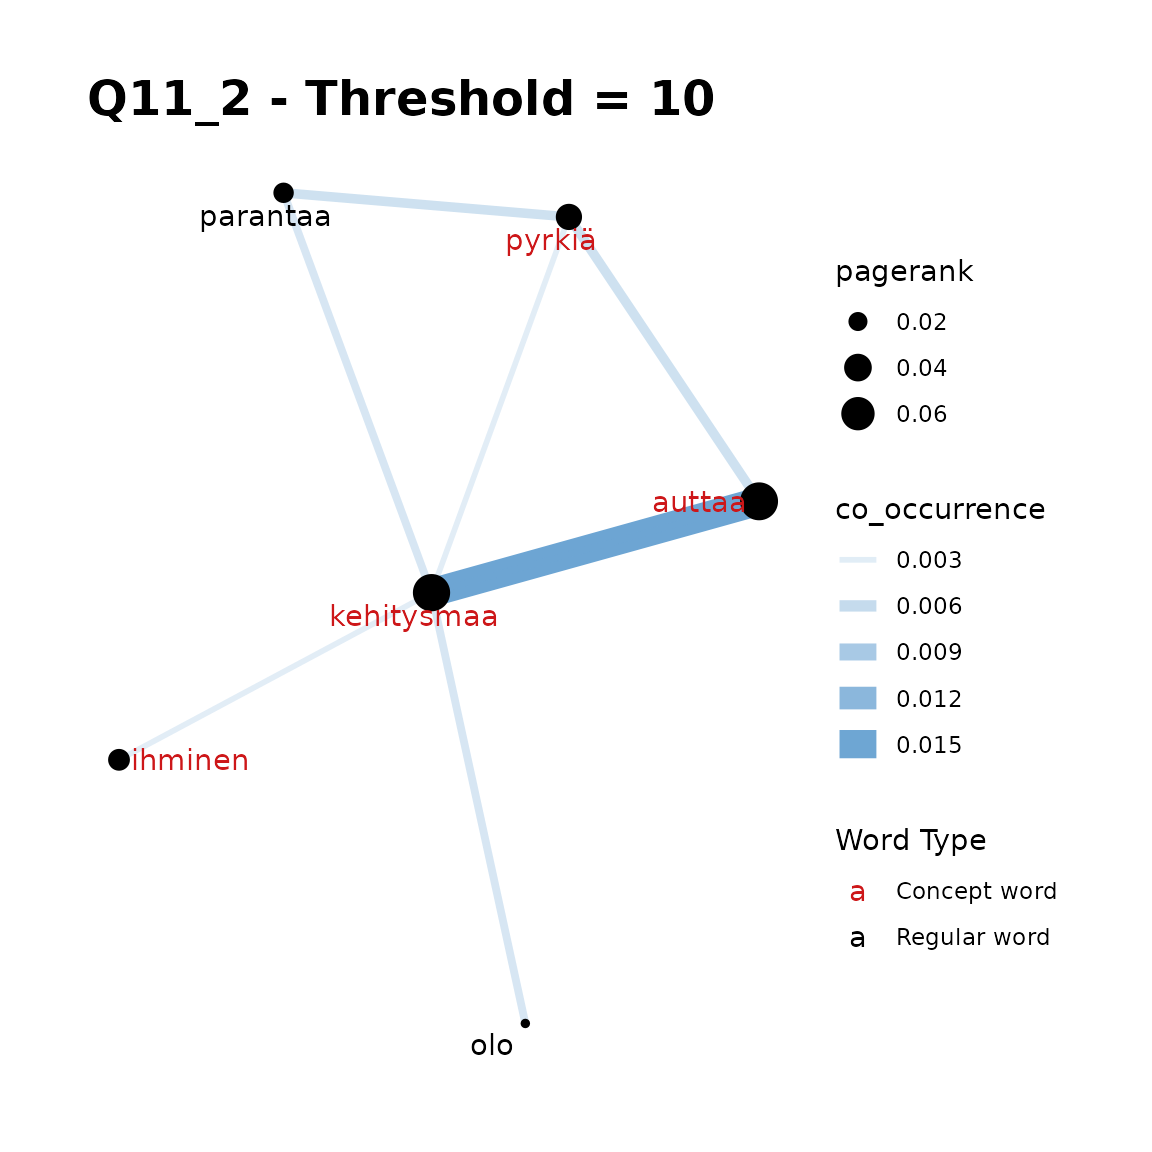 Q11_2 - Threshold = 10
parantaa
pyrkiä
auttaa
kehitysmaa
ihminen
olo
pagerank
0.02
0.04
0.06
co_occurrence
0.003
0.006
0.009
0.012
0.015
Word Type
a Concept word
a Regular word